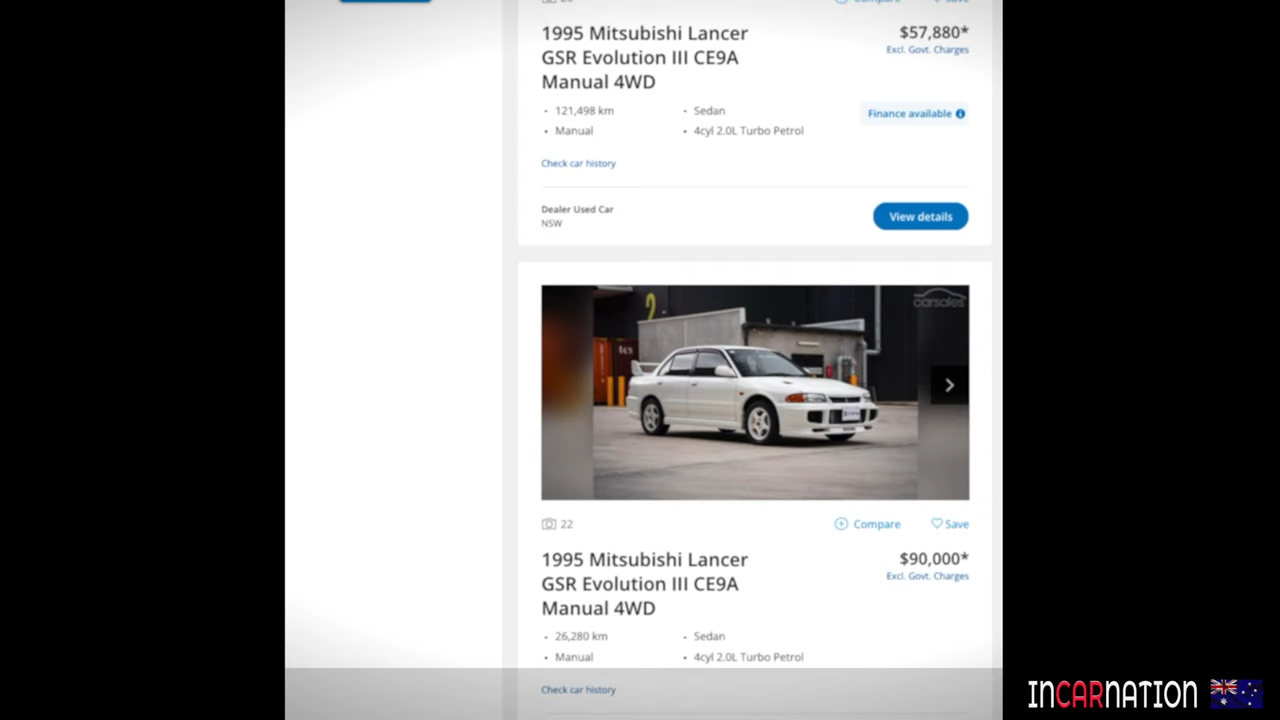 Compare Save
1995 Mitsubishi Lancer
GSR Evolution III CE9A
Manual 4WD
$57,880*
Excl. Govt. Charges
• 121,498 km
• Sedan
• Manual
• 4cyl 2.0L Turbo Petrol
Finance available
Check car history
Dealer Used Car
NSW
View details
carsales
2
22
Compare
Save
1995 Mitsubishi Lancer
GSR Evolution III CE9A
Manual 4WD
$90,000*
Excl. Govt. Charges
• 26,280 km
• Sedan
• Manual
• 4cyl 2.0L Turbo Petrol
Check car history
INCARNATION